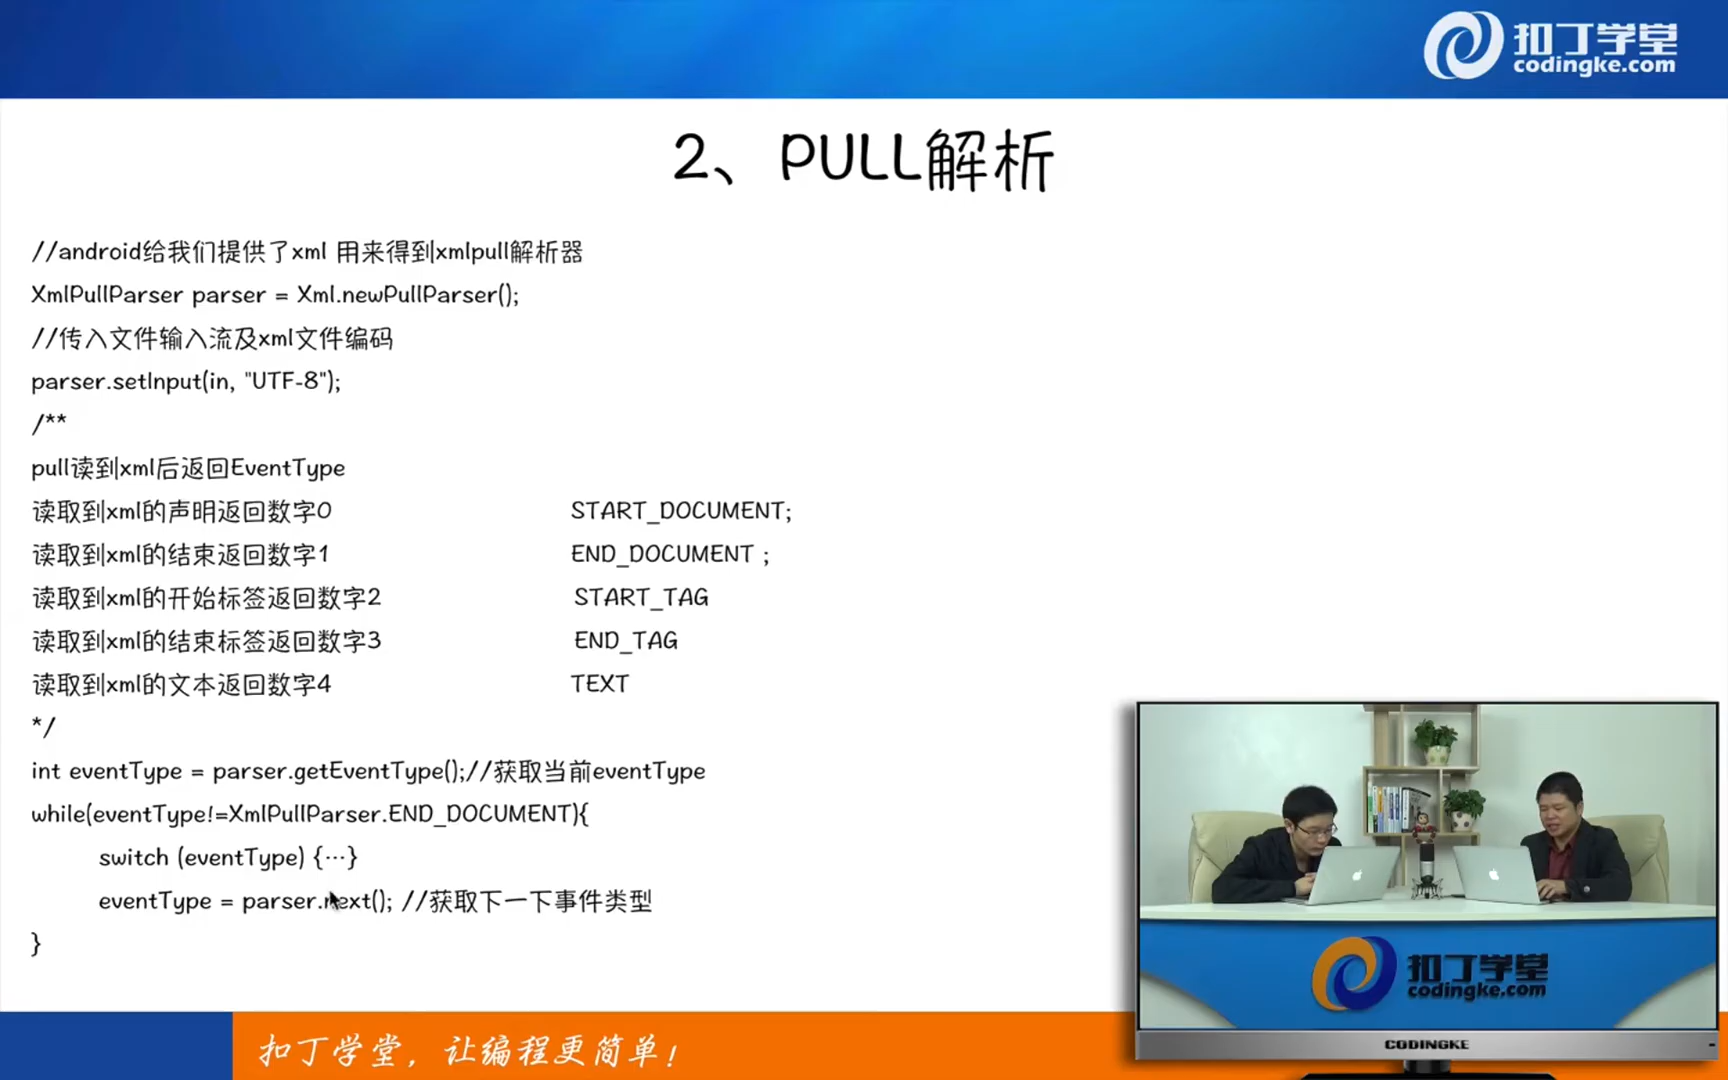 扣丁学堂
codingke.com
2、PULL解析
//android给我们提供了xml 用来得到xmlpull解析器
XmlPullParser parser = Xml.newPullParser();
//传入文件输入流及xml文件编码
parser.setInput(in, "UTF-8");
/**
pull读到xml后返回EventType
读取到xml的声明返回数字0 START_DOCUMENT;
读取到xml的结束返回数字1 END_DOCUMENT ;
读取到xml的开始标签返回数字2 START_TAG
读取到xml的结束标签返回数字3 END_TAG
读取到xml的文本返回数字4 TEXT
*/
int eventType = parser.getEventType();//获取当前eventType
while(eventType!=XmlPullParser.END_DOCUMENT){
switch (eventType) {…}
eventType = parser.next(); //获取下一下事件类型
}
扣丁学堂
codingke.com
CODINGKE
扣丁学堂，让编程更简单！